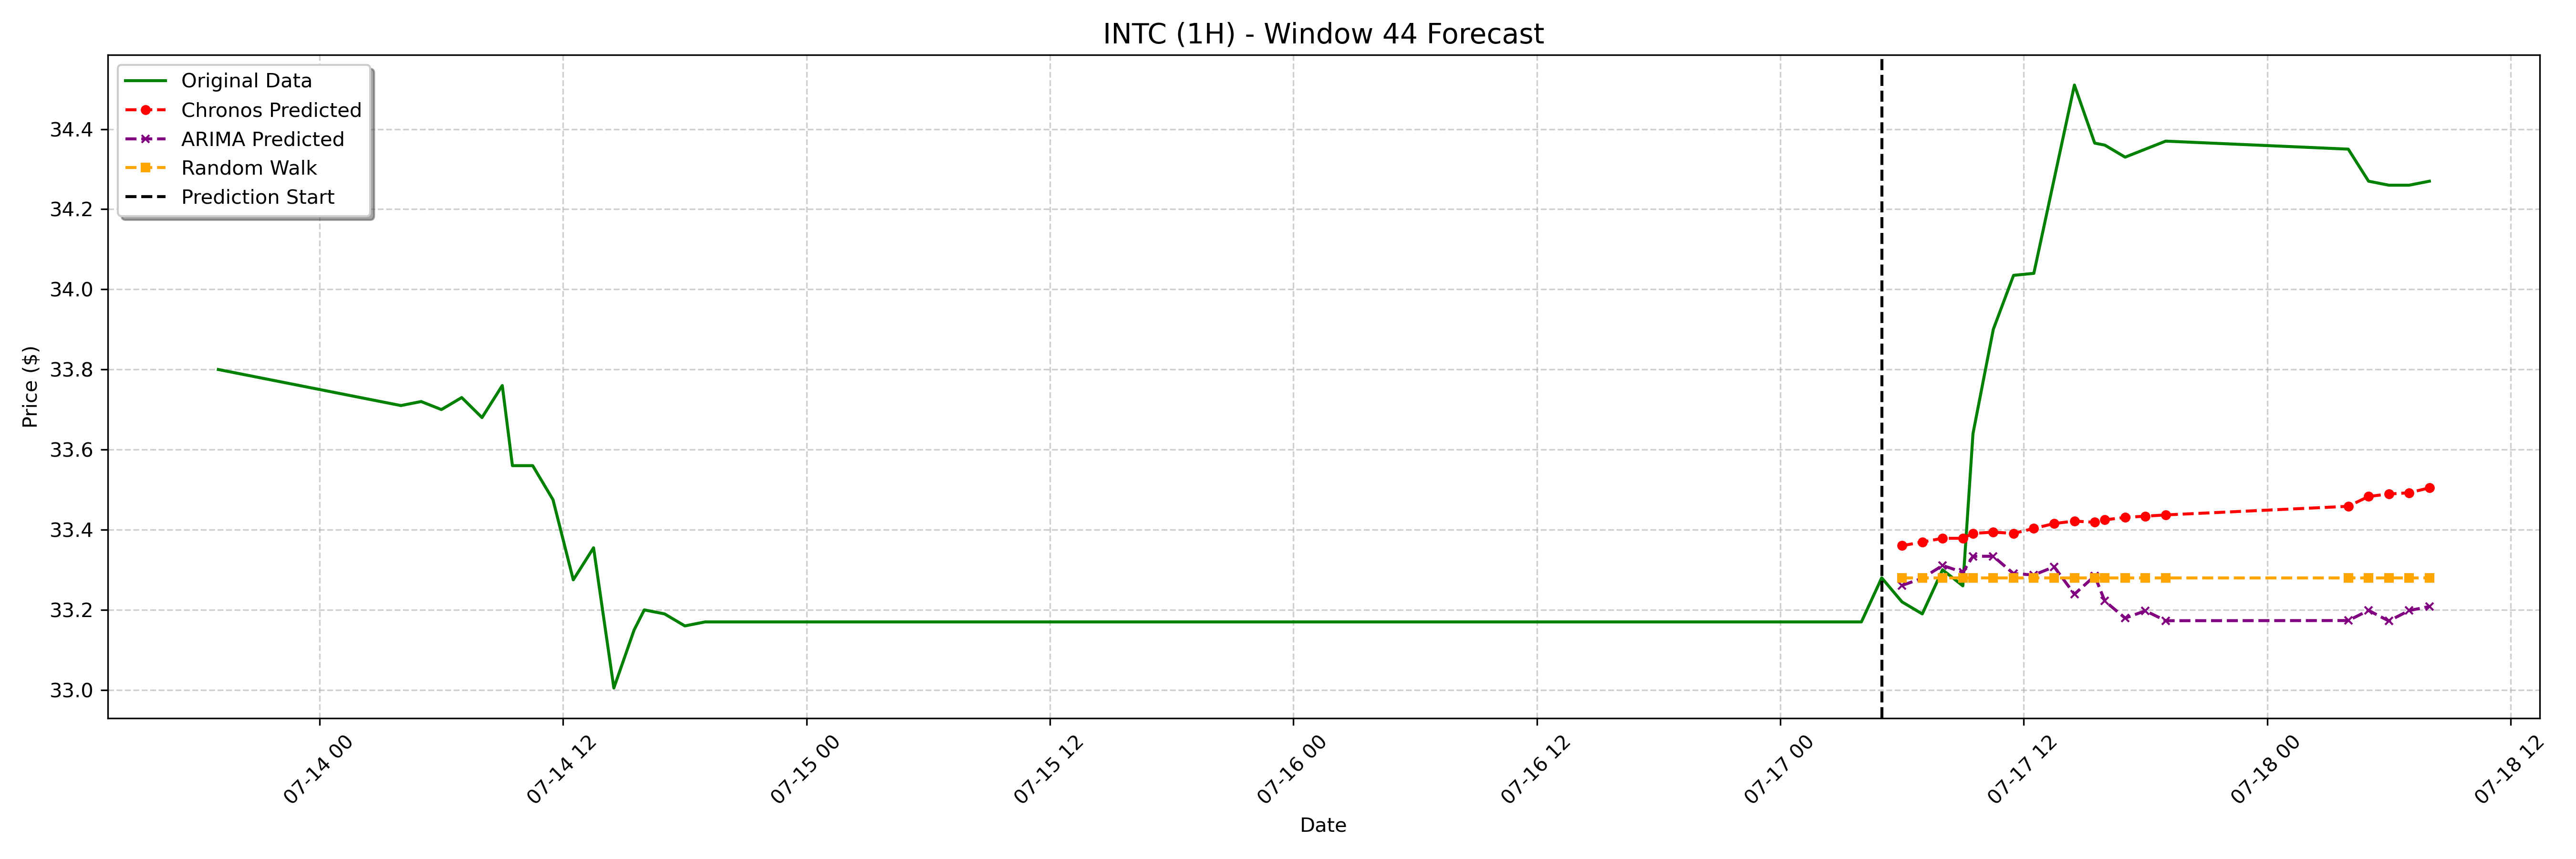 INTC (1H) - Window 44 Forecast
Original Data
Chronos Predicted
ARIMA Predicted
Random Walk
Prediction Start
Price ($)
34.4
34.2
34.0
33.8
33.6
33.4
33.2
33.0
07-14 00
07-14 12
07-15 00
07-15 12
07-16 00
07-16 12
07-17 00
07-17 12
07-18 00
07-18 12
Date